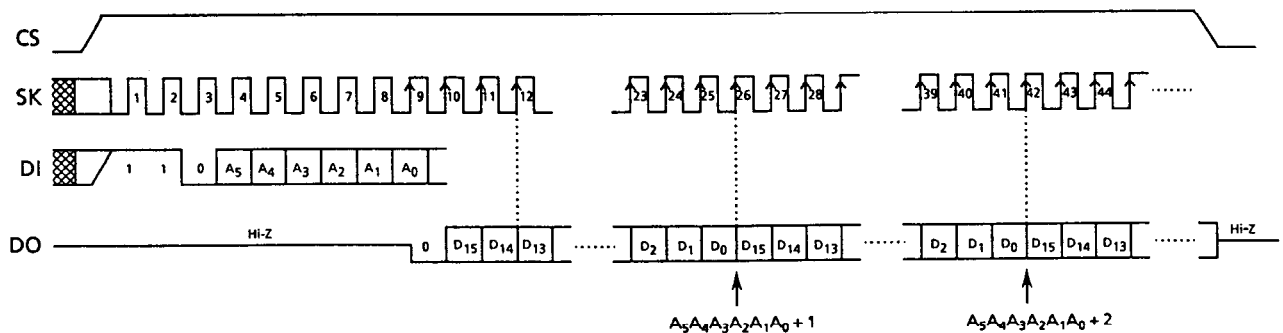 CS
SK 1 2 3 4 5 6 7 8 9 10 11 12 23 24 25 26 27 28 39 40 41 42 43 44
DI 1 1 0 A5 A4 A3 A2 A1 A0
DO Hi-Z 0 D15 D14 D13 D2 D1 D0 D15 D14 D13 D2 D1 D0 D15 D14 D13 Hi-Z
A5A4A3A2A1A0 + 1 A5A4A3A2A1A0 + 2